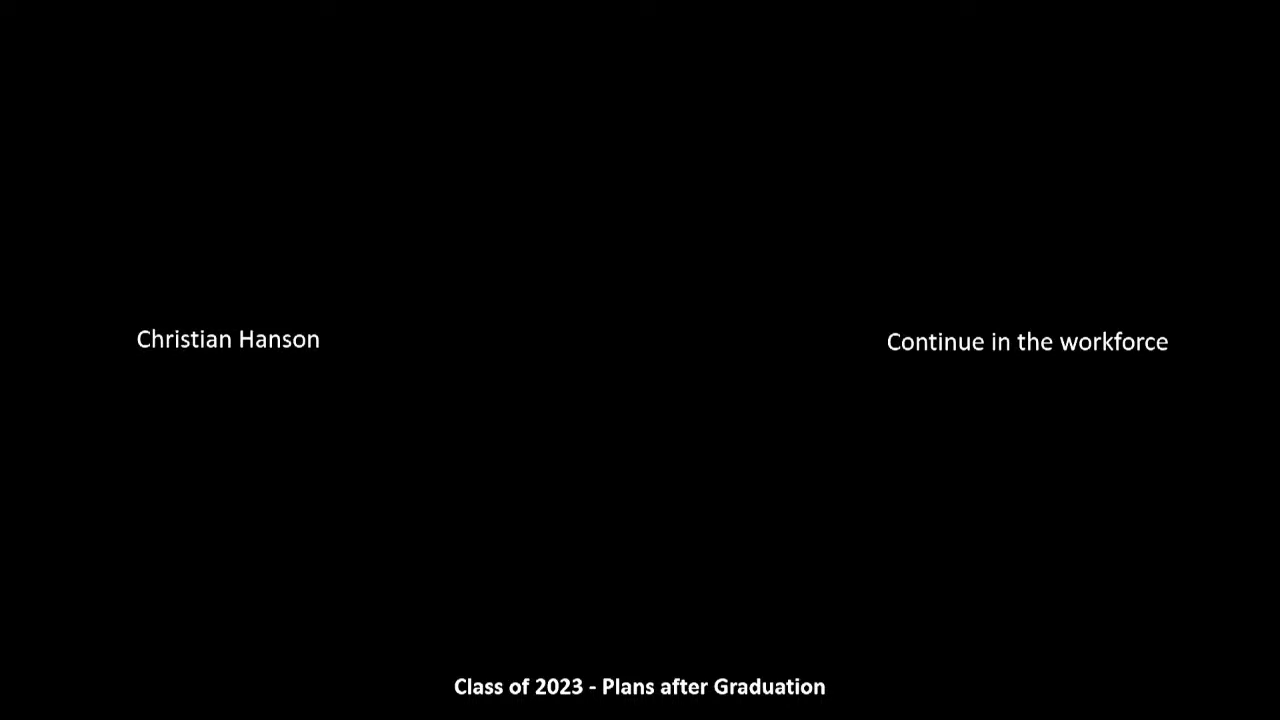 Christian Hanson
Continue in the workforce
Class of 2023 - Plans after Graduation